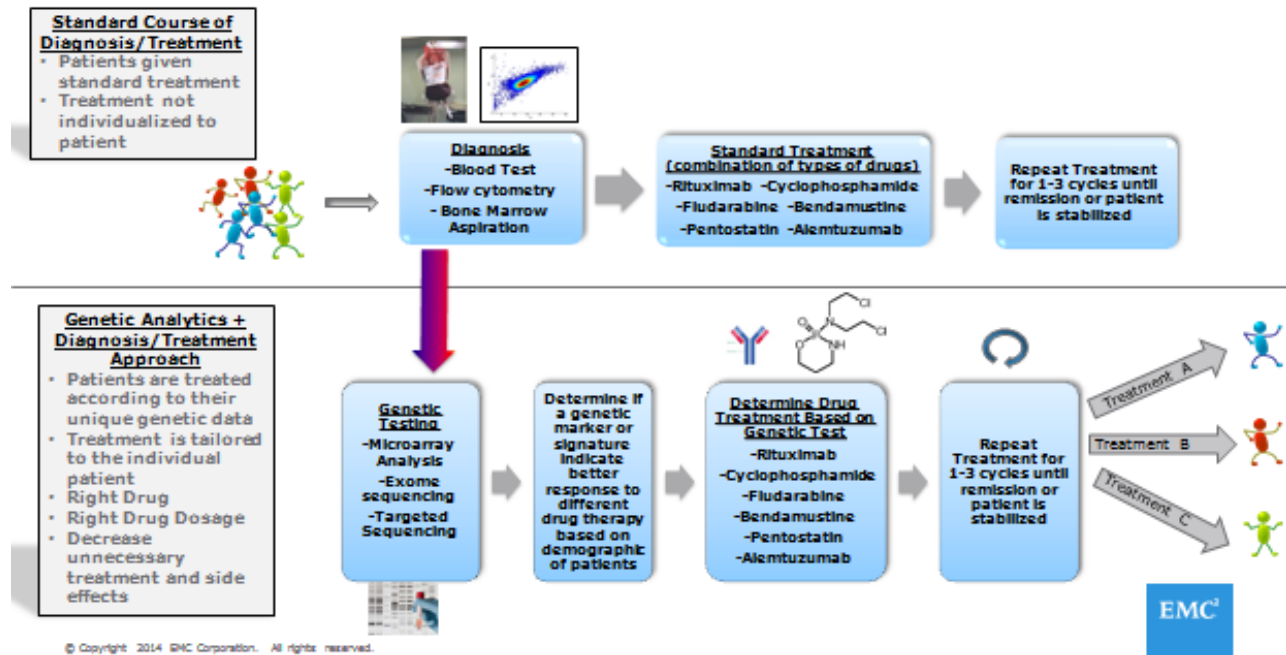 Standard Course of
Diagnosis/Treatment
• Patients given
standard treatment
• Treatment not
individualized to
patient
Diagnosis
-Blood Test
-Flow cytometry
- Bone Marrow
Aspiration
Standard Treatment
(combination of types of drugs)
-Rituximab -Cyclophosphamide
-Fludarabine -Bendamustine
-Pentostatin -Alemtuzumab
Repeat Treatment
for 1-3 cycles until
remission or patient
is stabilized
Genetic Analytics +
Diagnosis/Treatment
Approach
• Patients are treated
according to their
unique genetic data
• Treatment is tailored
to the individual
patient
• Right Drug
• Right Drug Dosage
• Decrease
unnecessary
treatment and side
effects
Genetic
Testing
-Microarray
Analysis
-Exome
sequencing
-Targeted
Sequencing
Determine if
a genetic
marker or
signature
indicate
better
response to
different
drug therapy
based on
demographic
of patients
O
N
Cl
Cl
O
NH
Determine Drug
Treatment Based on
Genetic Test
-Rituximab
-Cyclophosphamide
-Fludarabine
-Bendamustine
-Pentostatin
-Alemtuzumab
Repeat
Treatment for
1-3 cycles until
remission or
patient is
stabilized
Treatment A
Treatment B
Treatment C
EMC²
© Copyright 2014 EMC Corporation. All rights reserved.